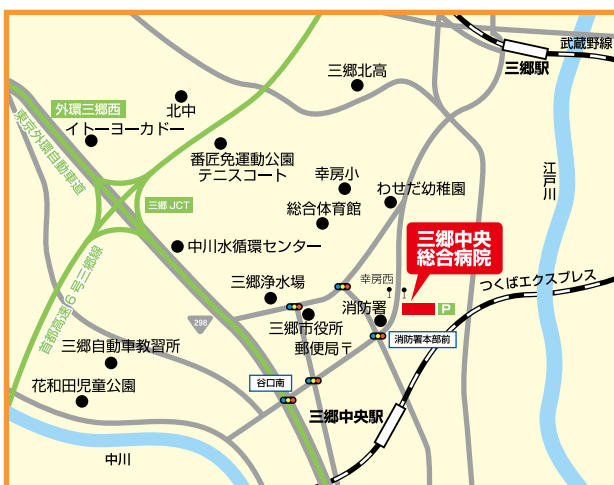 武蔵野線
三郷駅
三郷北高
外環三郷西
北中
イトーヨーカドー
東京外環自動車道
番匠免運動公園
テニスコート
幸房小
わせだ幼稚園
江戸川
三郷JCT
総合体育館
三郷中央
総合病院
中川水循環センター
首都高速6号三郷線
三郷浄水場
幸房西
つくばエクスプレス
P
298
三郷市役所
消防署
郵便局〒
消防署本部前
三郷自動車教習所
谷口南
花和田児童公園
三郷中央駅
中川